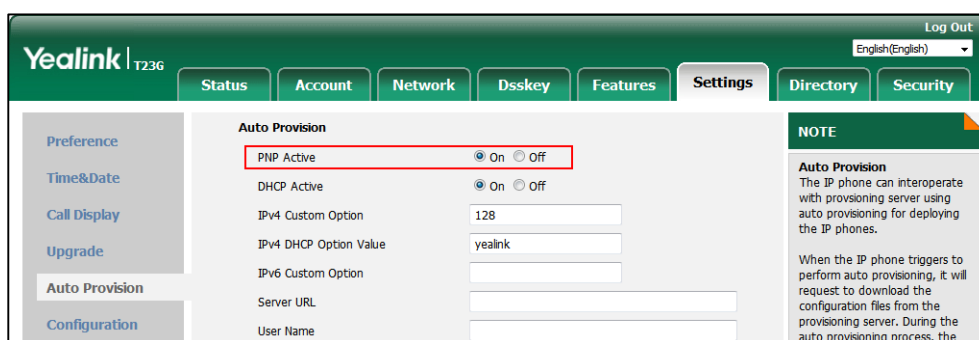 Log Out
Yealink T23G
English(English)
Status Account Network Dsskey Features Settings Directory Security
Preference
Time&Date
Call Display
Upgrade
Auto Provision
Configuration
Auto Provision
PNP Active On Off
DHCP Active On Off
IPv4 Custom Option 128
IPv4 DHCP Option Value yealink
IPv6 Custom Option
Server URL
User Name
NOTE
Auto Provision
The IP phone can interoperate
with provsioning server using
auto provisioning for deploying
the IP phones.
When the IP phone triggers to
perform auto provisioning, it will
request to download the
configuration files from the
provisioning server. During the
auto provisioning process, the